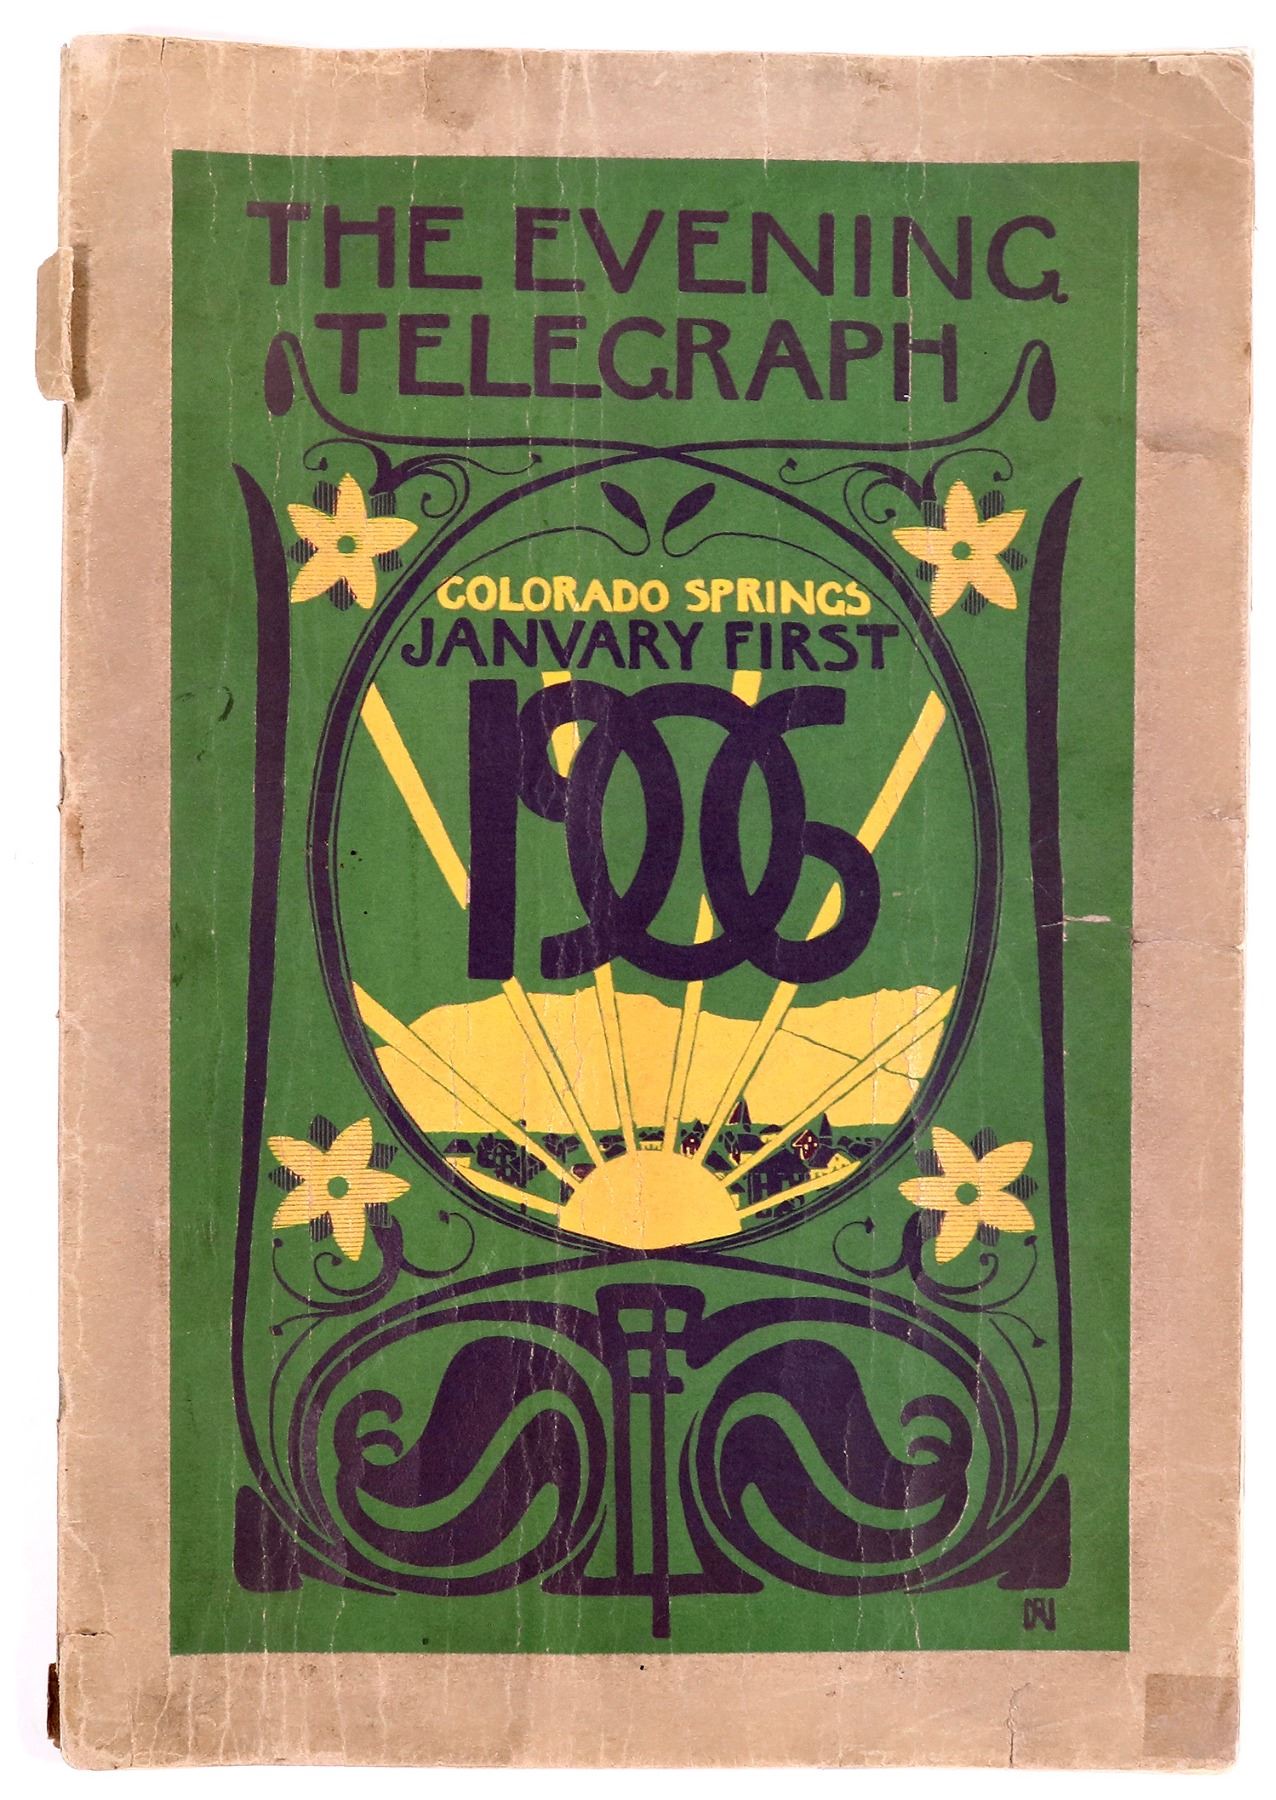 THE EVENING
TELEGRAPH
COLORADO SPRINGS
JANVARY FIRST
1906